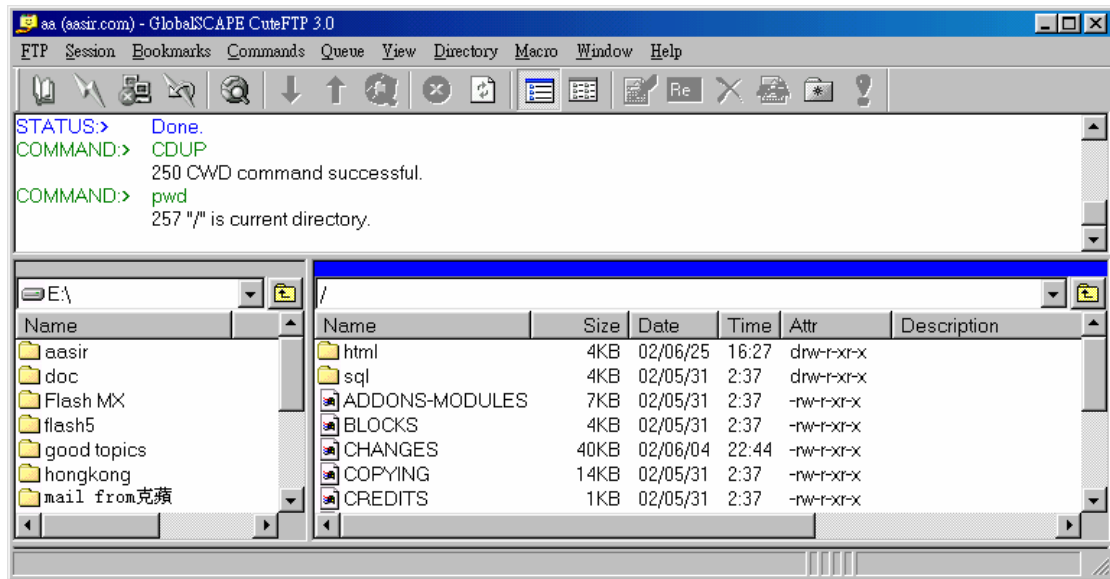 aa (aasir.com) - GlobalSCAPE CuteFTP 3.0
FTP Session Bookmarks Commands Queue View Directory Macro Window Help
Re
STATUS:> Done.
COMMAND:> CDUP
250 CWD command successful.
COMMAND:> pwd
257 "/" is current directory.
E:\
Name
aasir
doc
Flash MX
flash5
good topics
hongkong
mail from克蘋
/
Name Size Date Time Attr Description
html 4KB 02/06/25 16:27 drw-r-xr-x
sql 4KB 02/05/31 2:37 drw-r-xr-x
ADDONS-MODULES 7KB 02/05/31 2:37 -rw-r-xr-x
BLOCKS 4KB 02/05/31 2:37 -rw-r-xr-x
CHANGES 40KB 02/06/04 22:44 -rw-r-xr-x
COPYING 14KB 02/05/31 2:37 -rw-r-xr-x
CREDITS 1KB 02/05/31 2:37 -rw-r-xr-x